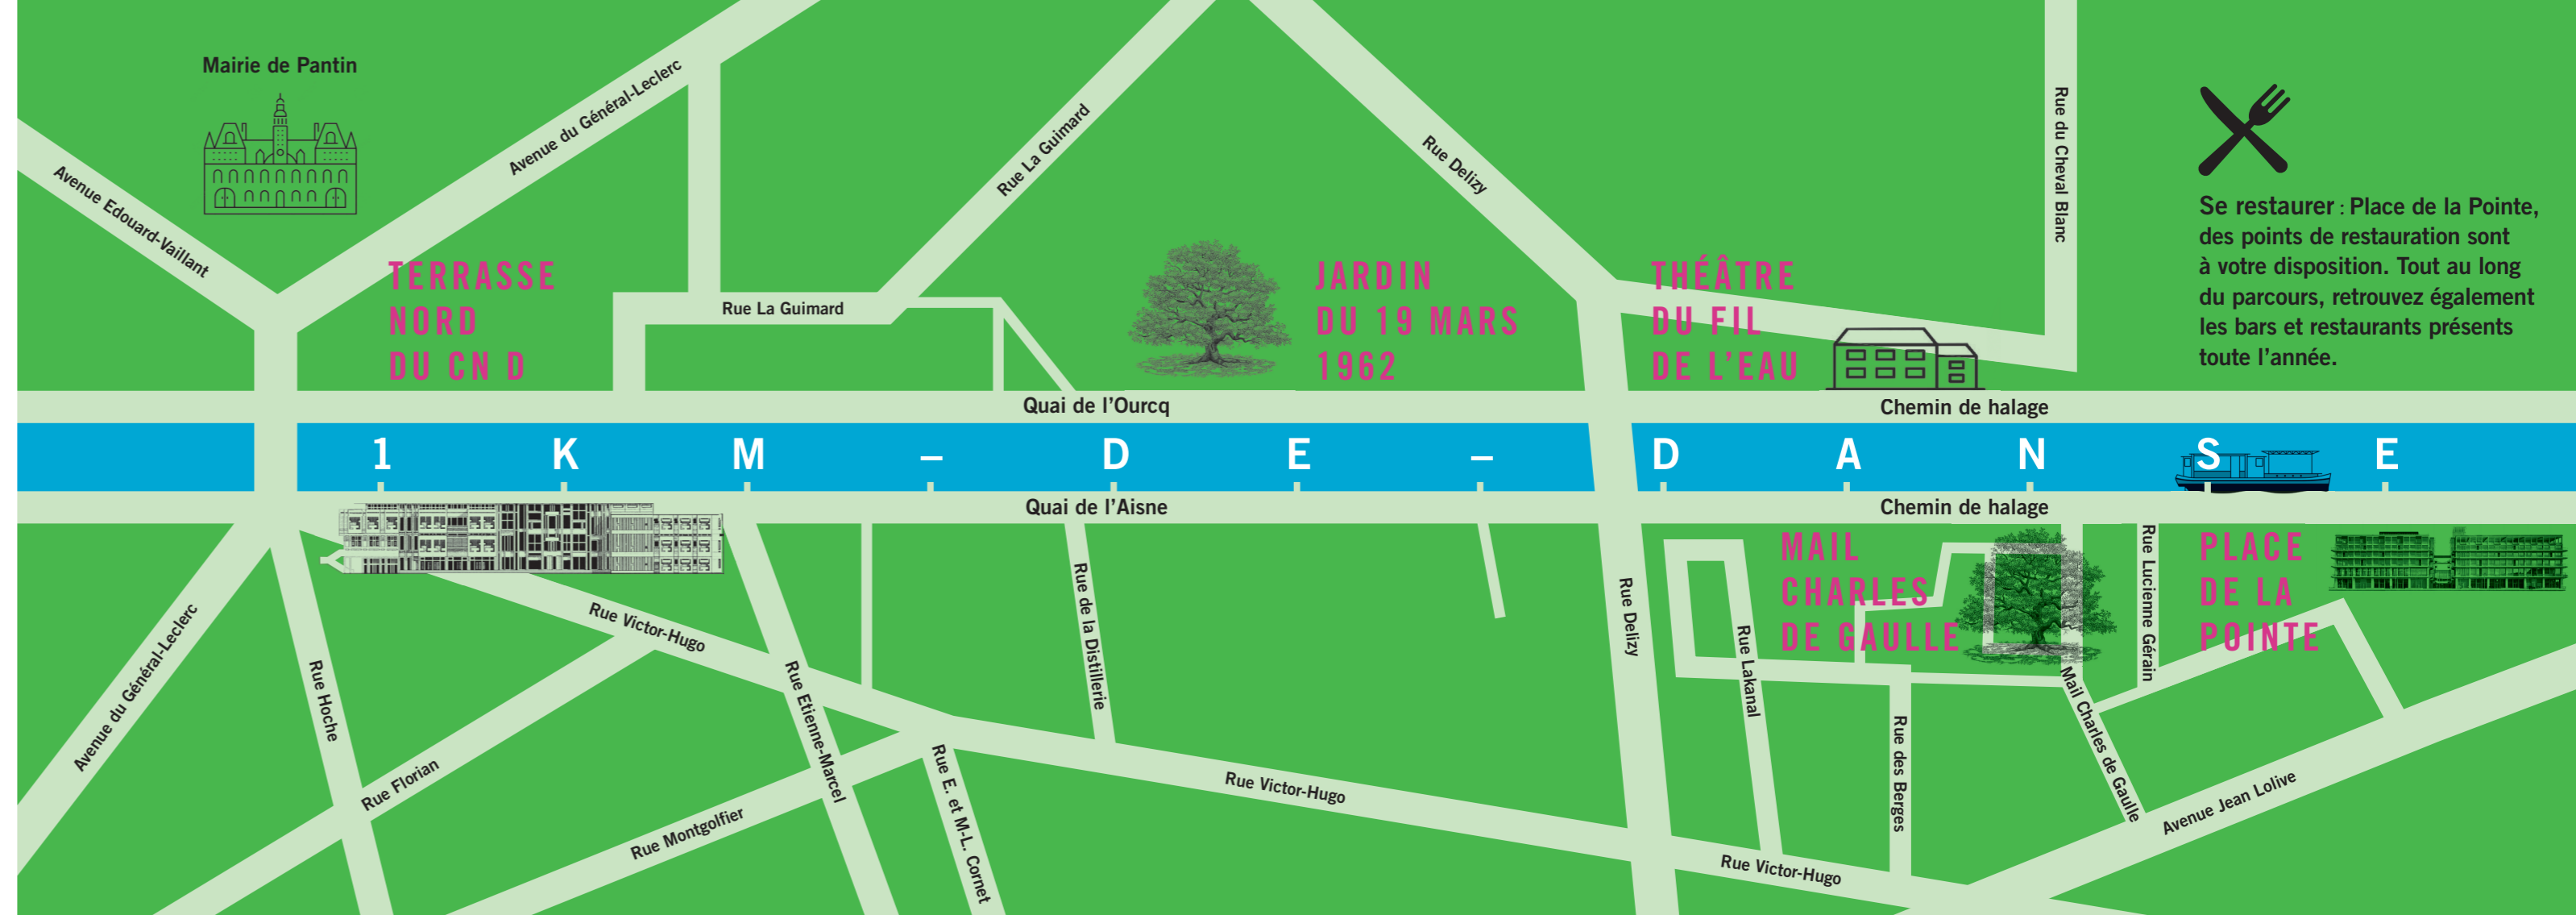 Mairie de Pantin
Avenue Edouard-Vaillant
Avenue du Général-Leclerc
Rue La Guimard
Rue Delizy
Rue du Cheval Blanc
Se restaurer : Place de la Pointe,
des points de restauration sont
à votre disposition. Tout au long
du parcours, retrouvez également
les bars et restaurants présents
toute l’année.
TERRASSE
NORD
DU CN D
Rue La Guimard
JARDIN
DU 19 MARS
1962
THÉÂTRE
DU FIL
DE L’EAU
Quai de l’Ourcq
Chemin de halage
1 K M – D E – D A N S E
Quai de l’Aisne
Chemin de halage
MAIL
CHARLES
DE GAULLE
Rue Lucienne Gérain
PLACE
DE LA
POINTE
Avenue du Général-Leclerc
Rue Hoche
Rue Florian
Rue Victor-Hugo
Rue Etienne-Marcel
Rue de la Distillerie
Rue Montgolfier
Rue E. et M-L. Cornet
Rue Victor-Hugo
Rue Delizy
Rue Lakanal
Rue des Berges
Mail Charles de Gaulle
Avenue Jean Lolive
Rue Victor-Hugo